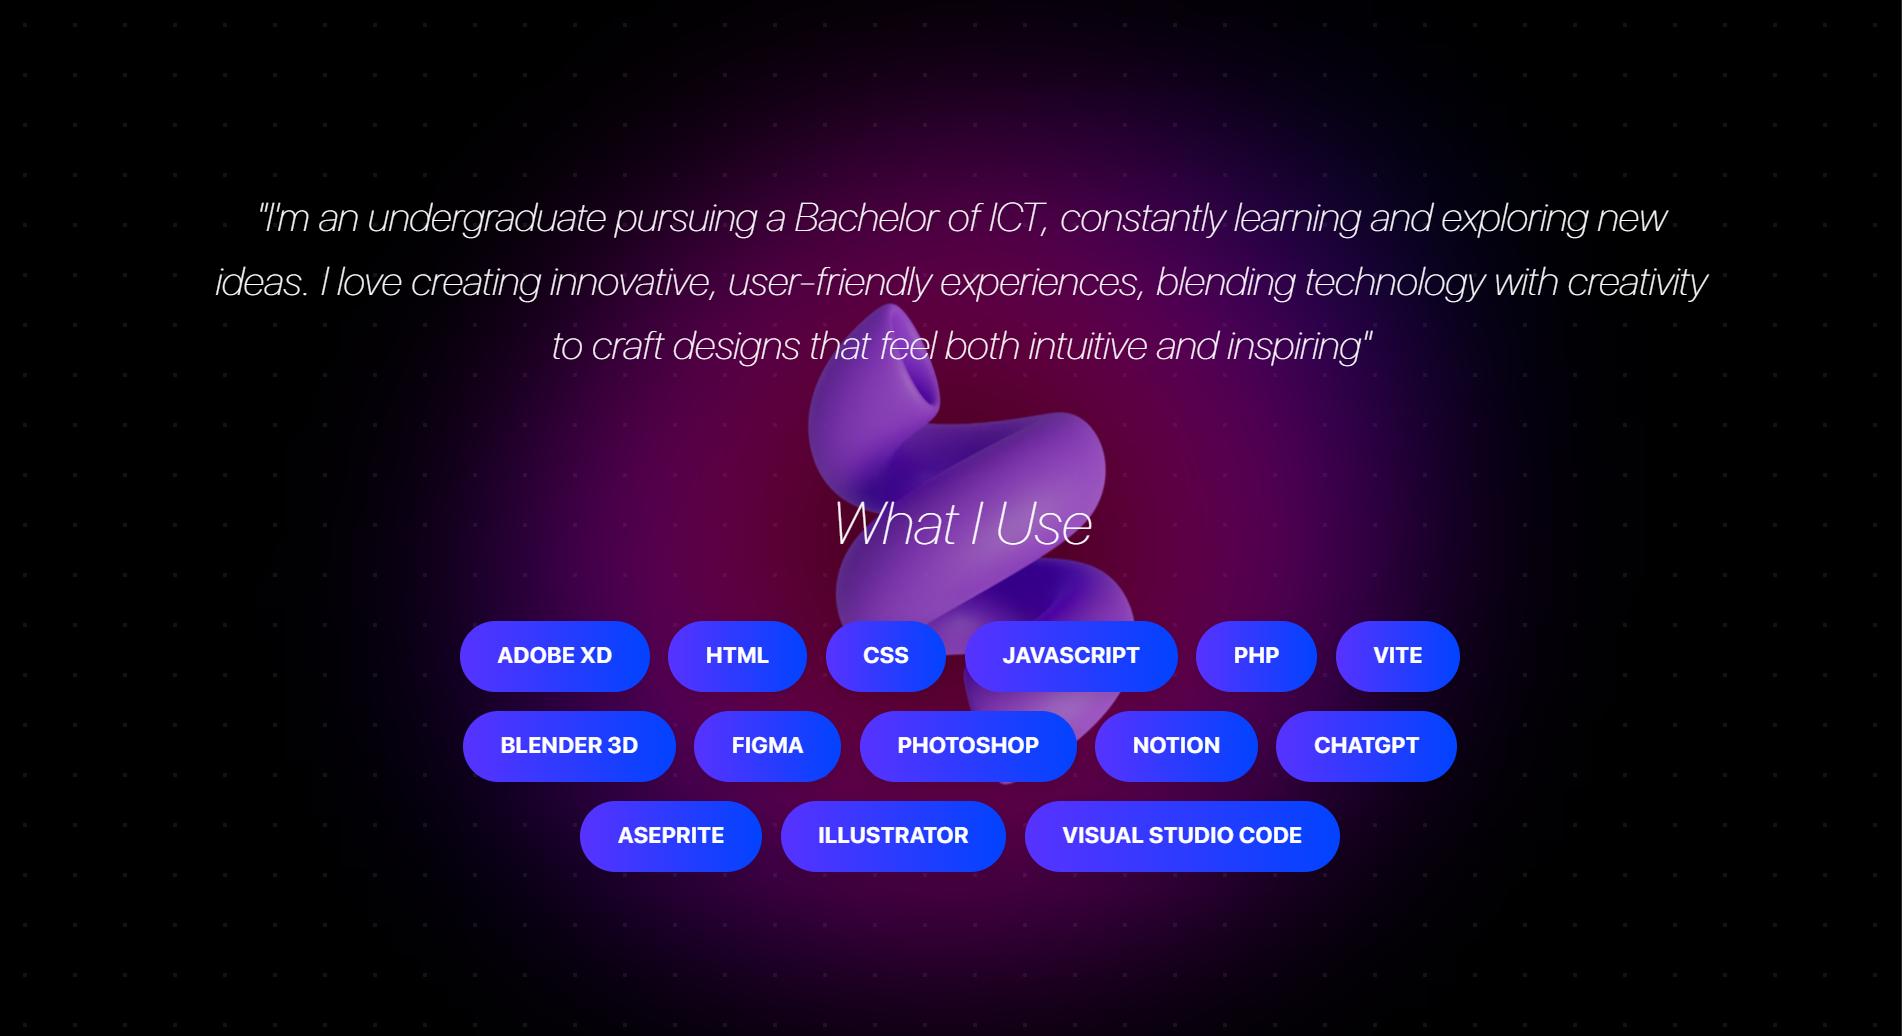 "I'm an undergraduate pursuing a Bachelor of ICT, constantly learning and exploring new
ideas. I love creating innovative, user-friendly experiences, blending technology with creativity
to craft designs that feel both intuitive and inspiring"
What I Use
ADOBE XD HTML CSS JAVASCRIPT PHP VITE
BLENDER 3D FIGMA PHOTOSHOP NOTION CHATGPT
ASEPRITE ILLUSTRATOR VISUAL STUDIO CODE